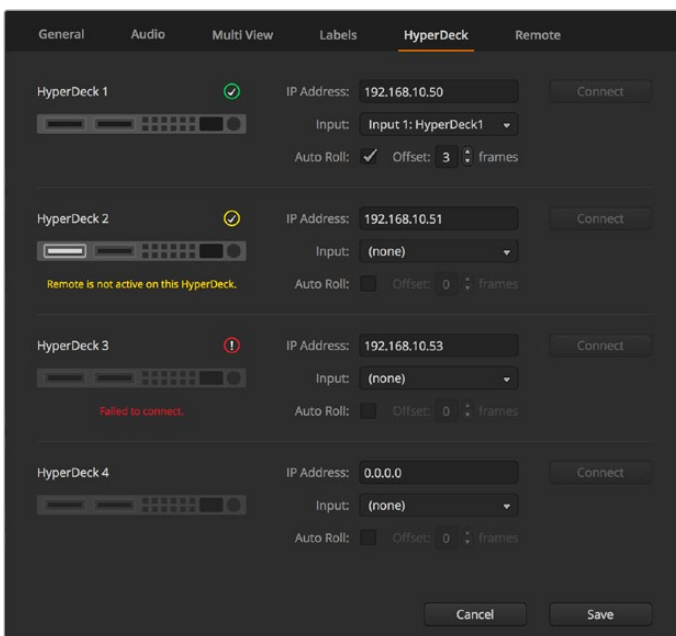 General Audio Multi View Labels HyperDeck Remote
HyperDeck 1 IP Address: 192.168.10.50 Connect
Input: Input 1: HyperDeck1
Auto Roll: Offset: 3 frames
HyperDeck 2 IP Address: 192.168.10.51 Connect
Input: (none)
Remote is not active on this HyperDeck. Auto Roll: Offset: 0 frames
HyperDeck 3 IP Address: 192.168.10.53 Connect
Input: (none)
Failed to connect. Auto Roll: Offset: 0 frames
HyperDeck 4 IP Address: 0.0.0.0 Connect
Input: (none)
Auto Roll: Offset: 0 frames
Cancel Save